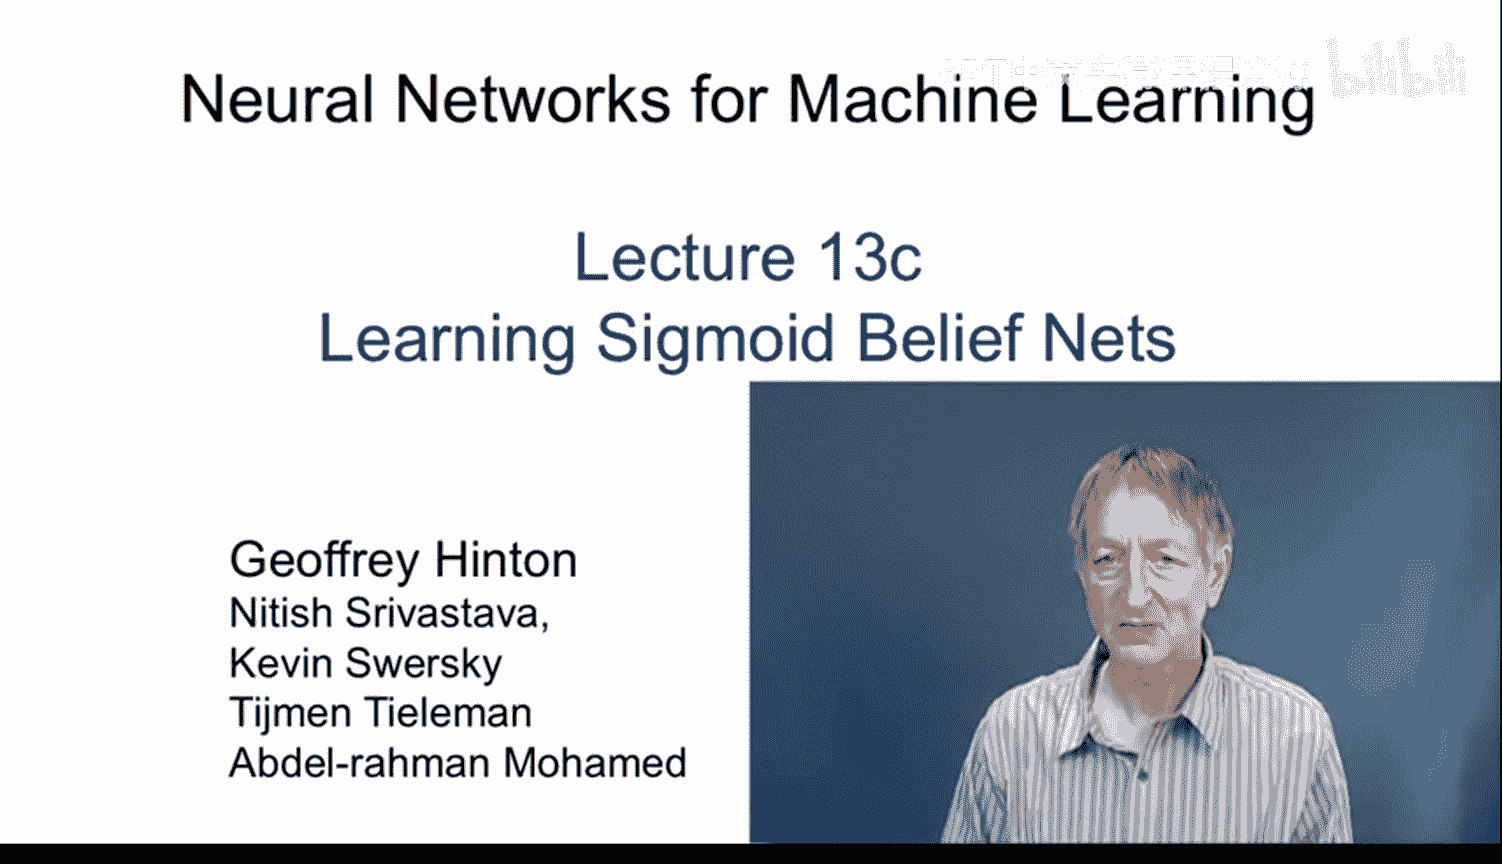 Neural Networks for Machine Learning
bilibili
Lecture 13c
Learning Sigmoid Belief Nets
Geoffrey Hinton
Nitish Srivastava,
Kevin Swersky
Tijmen Tieleman
Abdel-rahman Mohamed